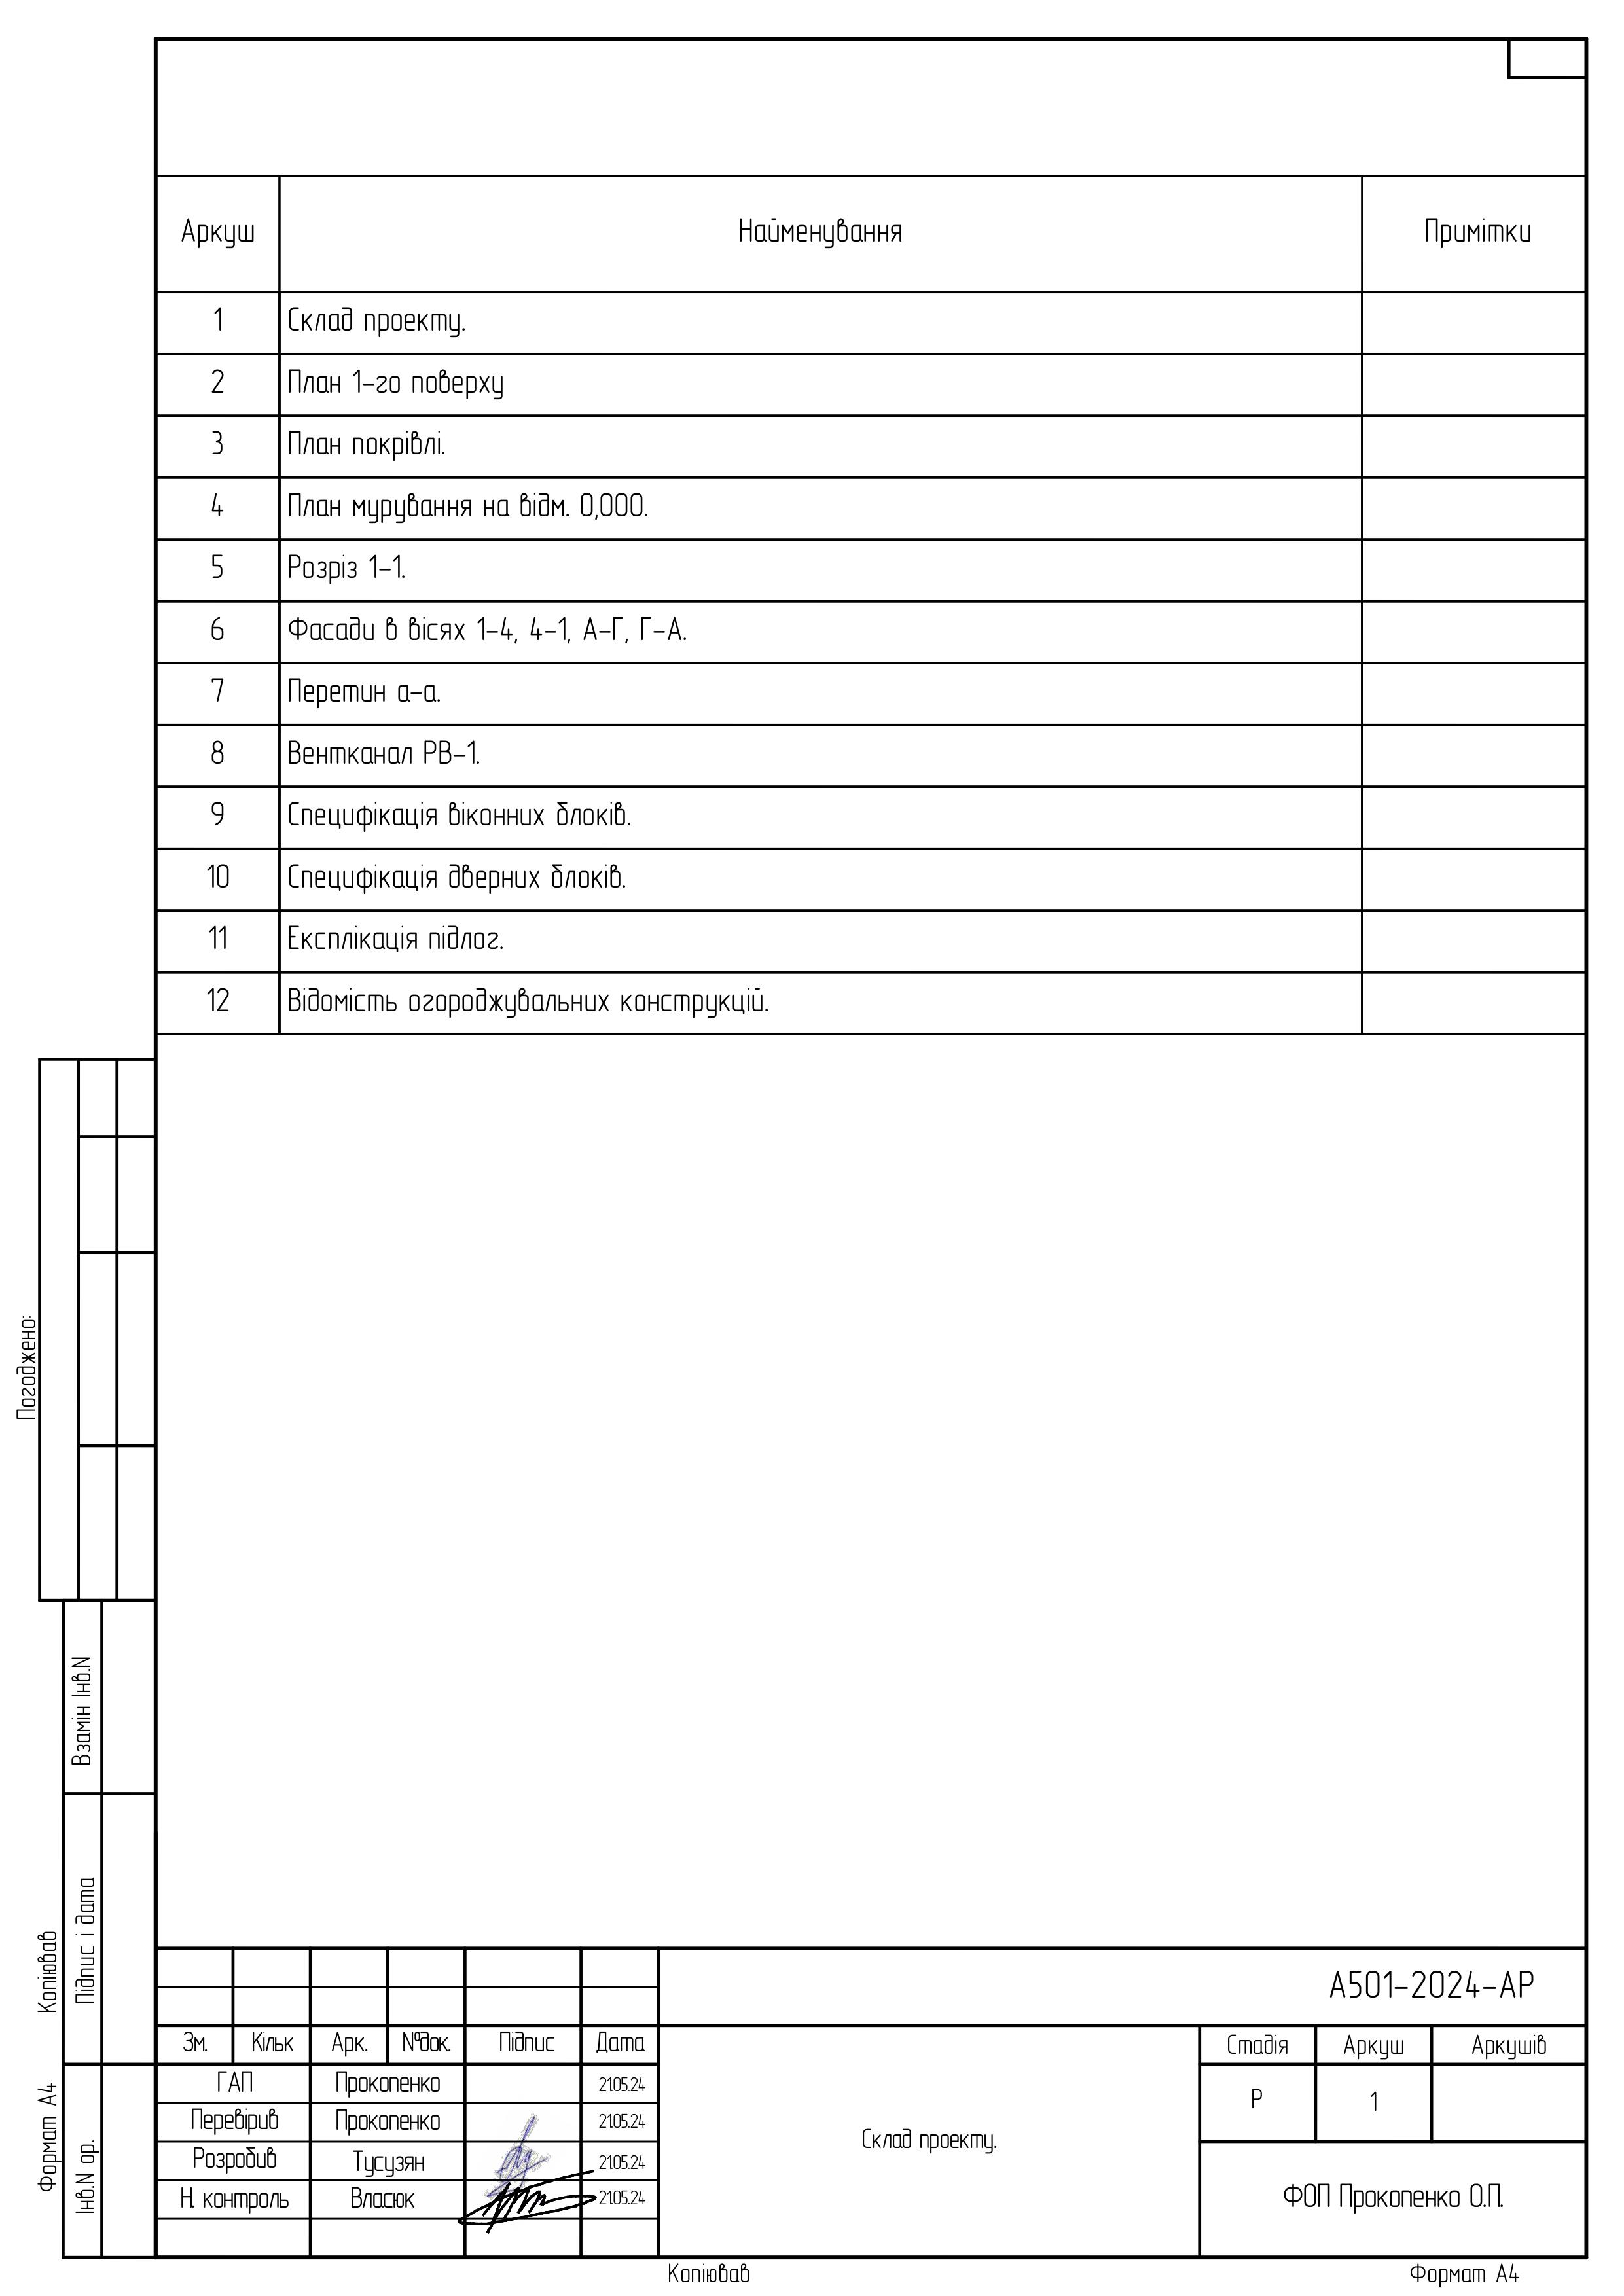 Аркуш Найменування Примітки
1 Склад проекту.
2 План 1-го поверху
3 План покрівлі.
4 План мурування на відм. 0,000.
5 Розріз 1-1.
6 Фасади в вісях 1-4, 4-1, А-Г, Г-А.
7 Перетин а-а.
8 Вентканал РВ-1.
9 Специфікація віконних блоків.
10 Специфікація дверних блоків.
11 Експлікація підлог.
12 Відомість огороджувальних конструкцій.
Погоджено:
Взамін Інв.N
Підпис і дата
Інв.N ор.
Копіював
Формат А4
А501-2024-АР
Зм. Кільк Арк. №док. Підпис Дата
ГАП Прокопенко 21.05.24
Перевірив Прокопенко 21.05.24
Розробив Тусузян 21.05.24
Н. контроль Власюк 21.05.24
Склад проекту.
Стадія Аркуш Аркушів
Р 1
ФОП Прокопенко О.П.
Копіював
Формат А4